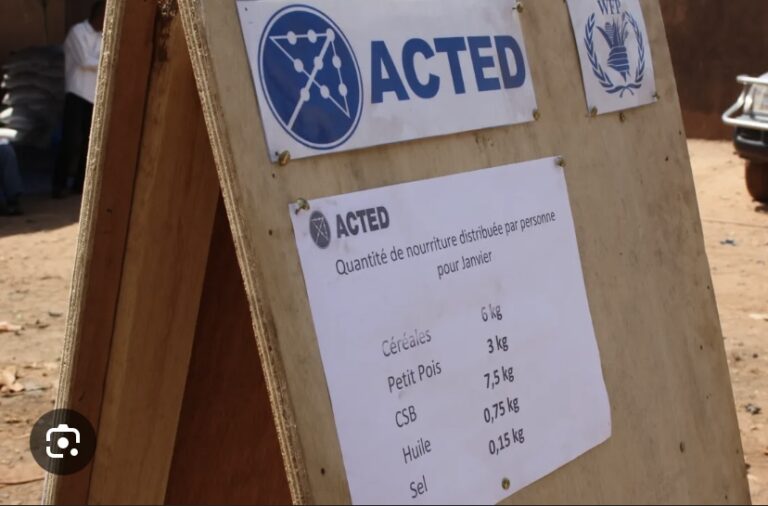 ACTED
WFP
ACTED
Quantité de nourriture distribuée par personne
pour Janvier
Céréales 6 kg
Petit Pois 3 kg
CSB 7,5 kg
Huile 0,75 kg
Sel 0,15 kg